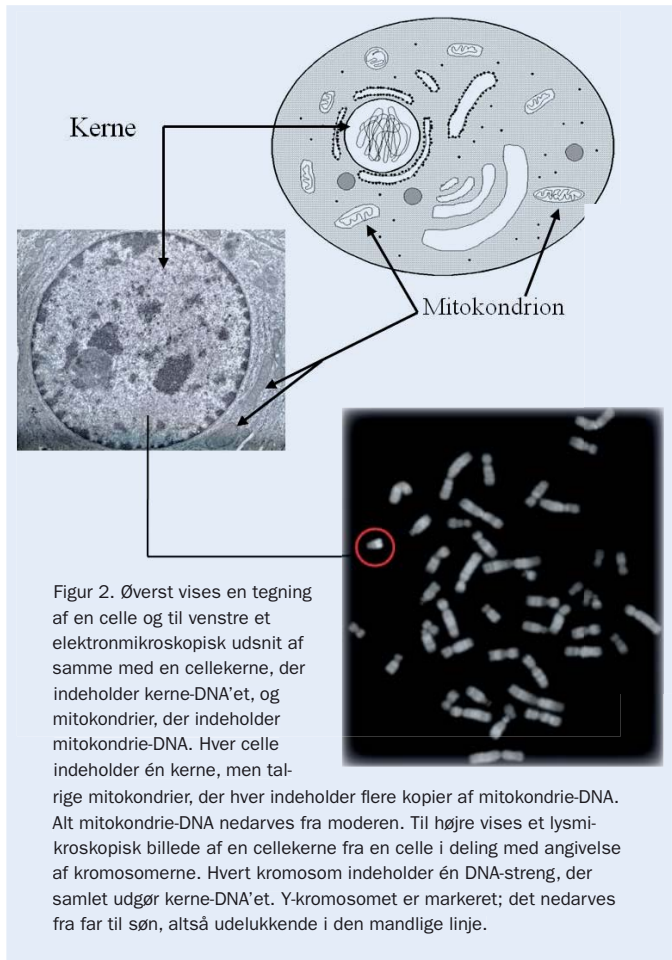 Kerne
Mitokondrion
Figur 2. Øverst vises en tegning
af en celle og til venstre et
elektronmikroskopisk udsnit af
samme med en cellekerne, der
indeholder kerne-DNA’et, og
mitokondrier, der indeholder
mitokondrie-DNA. Hver celle
indeholder én kerne, men tal-
rige mitokondrier, der hver indeholder flere kopier af mitokondrie-DNA.
Alt mitokondrie-DNA nedarves fra moderen. Til højre vises et lysmi-
kroskopisk billede af en cellekerne fra en celle i deling med angivelse
af kromosomerne. Hvert kromosom indeholder én DNA-streng, der
samlet udgør kerne-DNA’et. Y-kromosomet er markeret; det nedarves
fra far til søn, altså udelukkende i den mandlige linje.